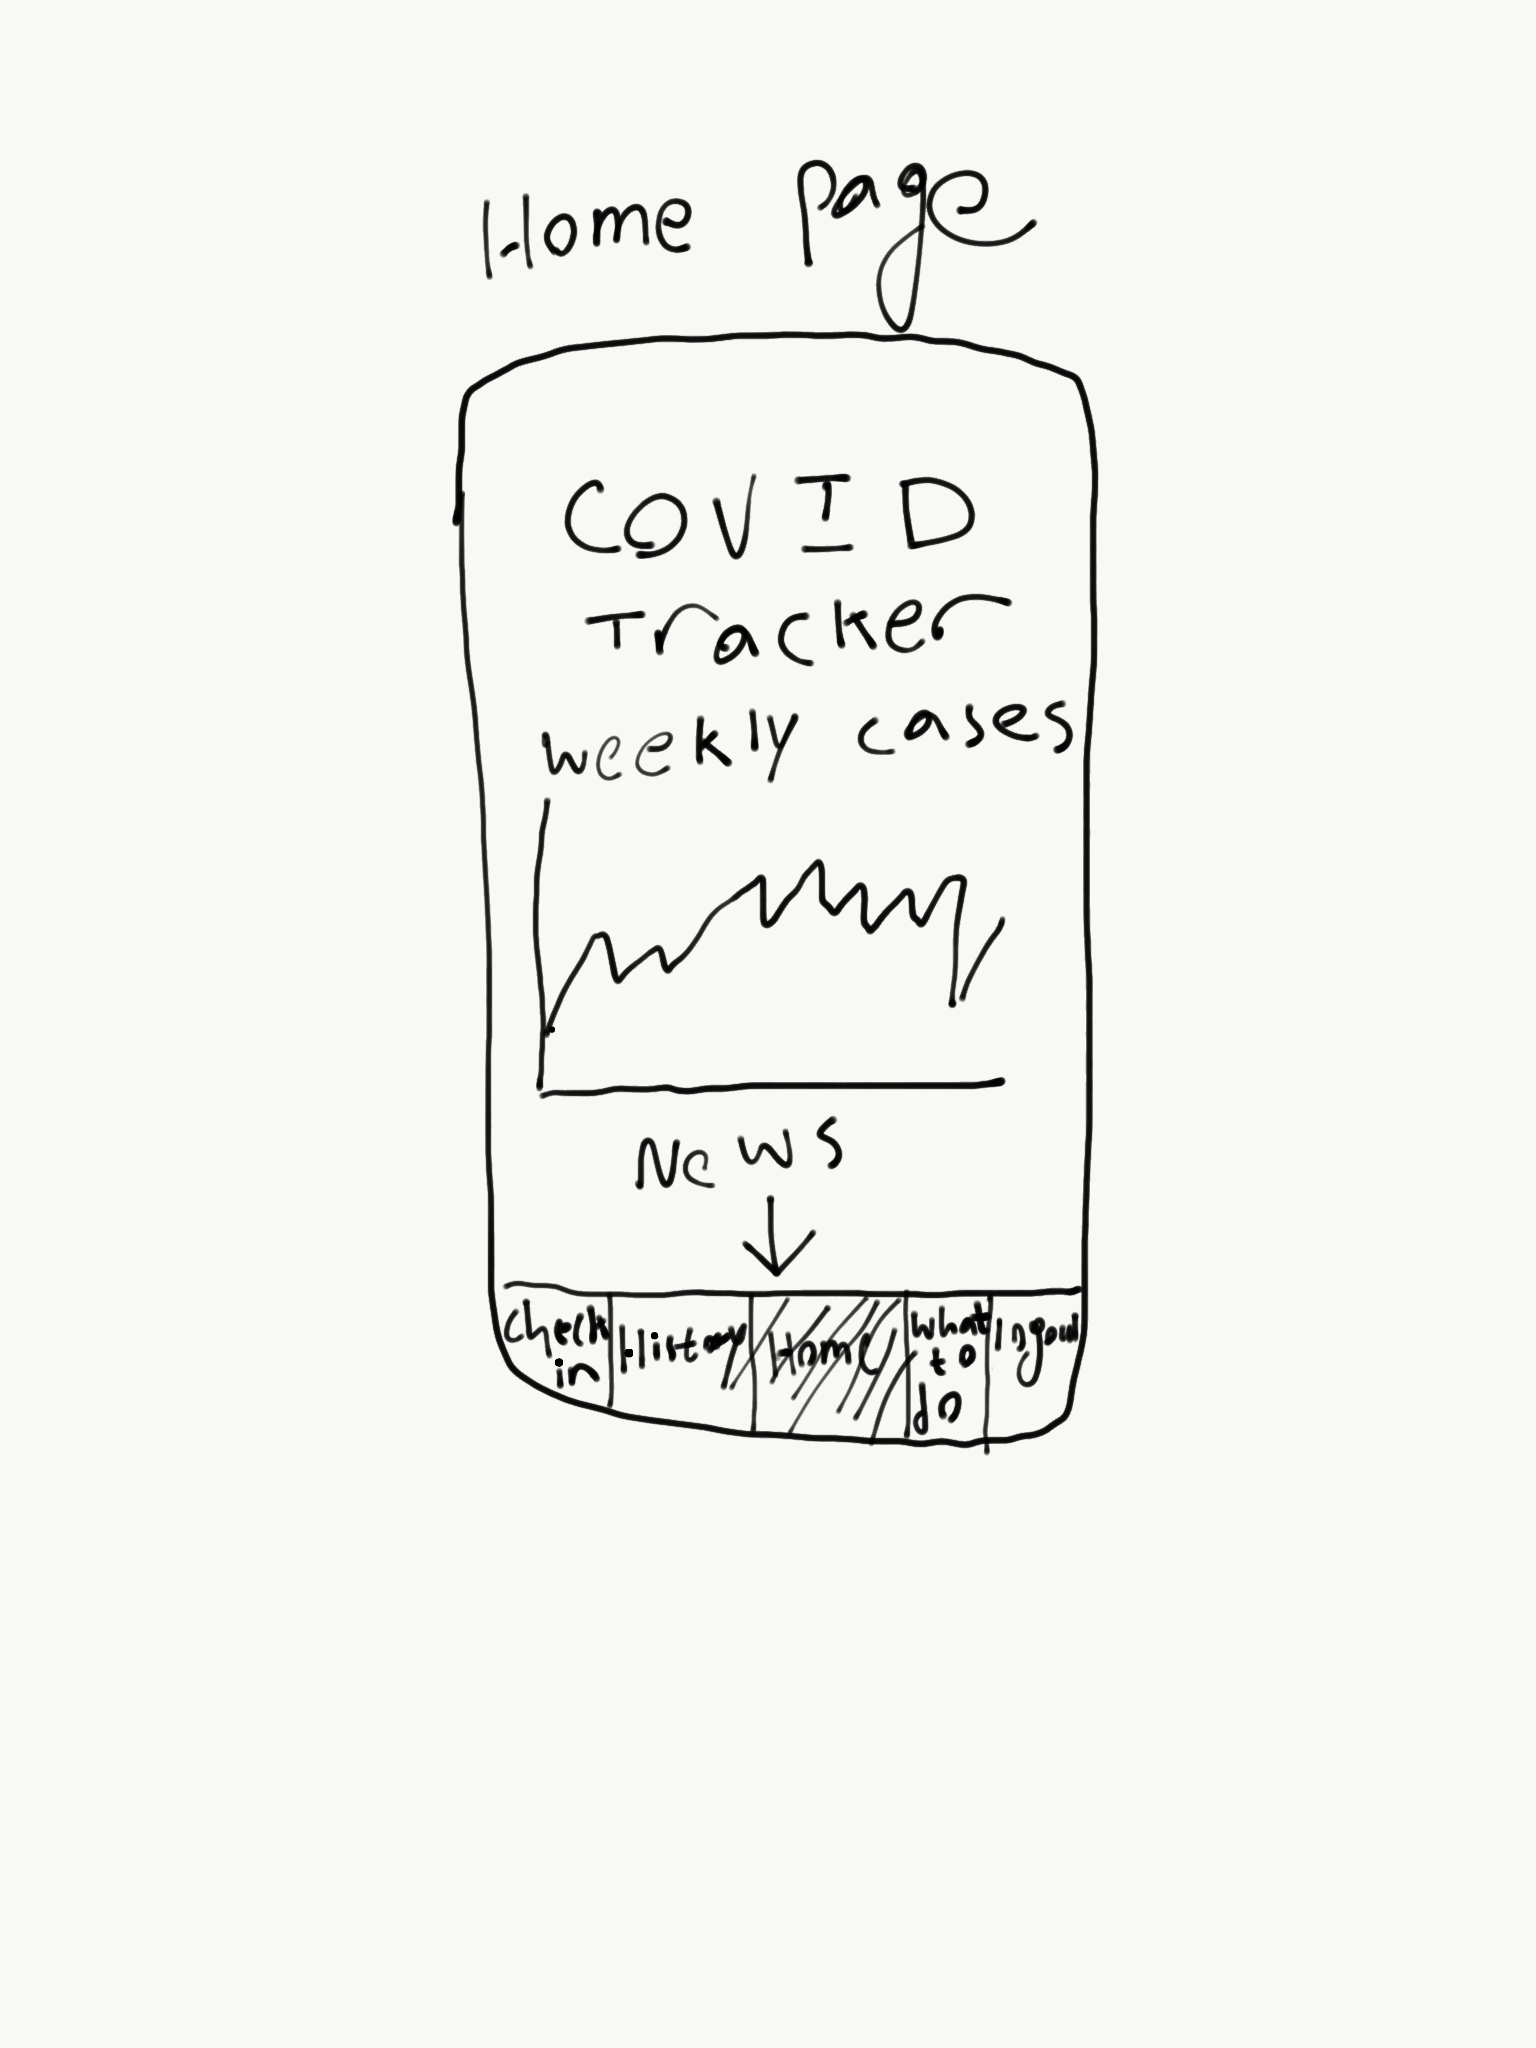 Home page
COVID
Tracker
weekly cases
News
check
in
History
Home
what
to
do